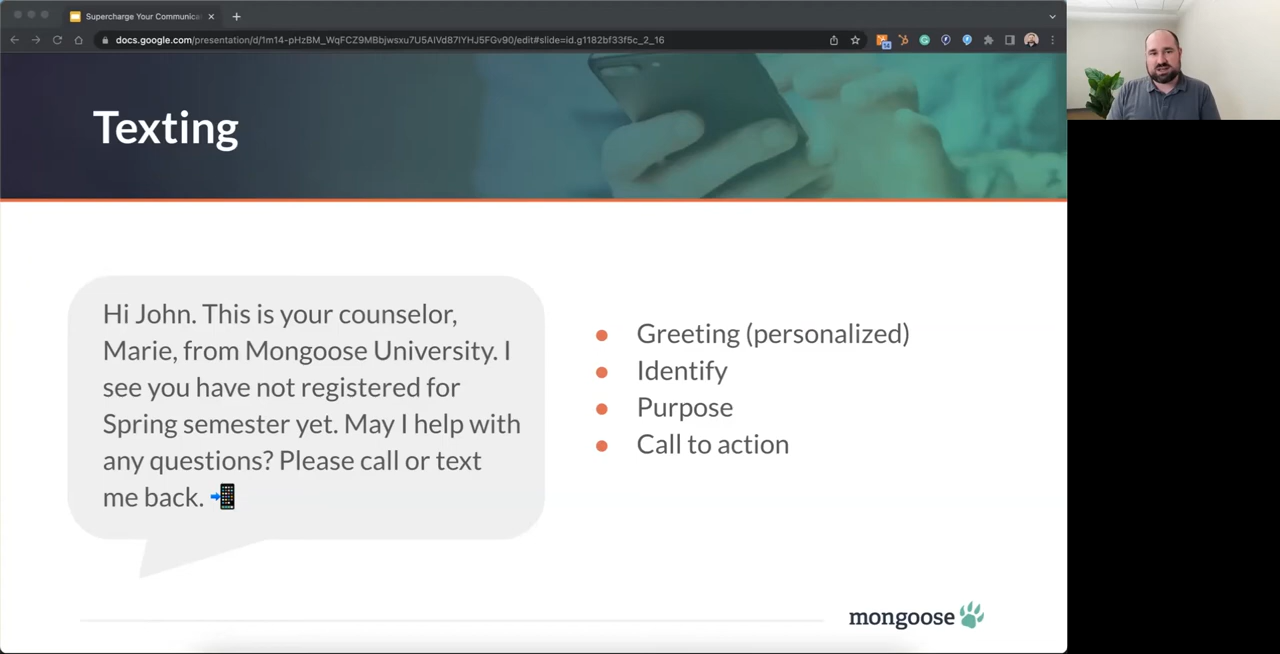 Supercharge Your Communica
docs.google.com/presentation/d/1m14-pHzBM_WqFCZ9MBbjwsxu7U5AIVd87IYHJ5FGv90/edit#slide=id.g1182bf33f5c_2_16
Texting
Hi John. This is your counselor,
Marie, from Mongoose University. I
see you have not registered for
Spring semester yet. May I help with
any questions? Please call or text
me back. 📲
• Greeting (personalized)
• Identify
• Purpose
• Call to action
mongoose